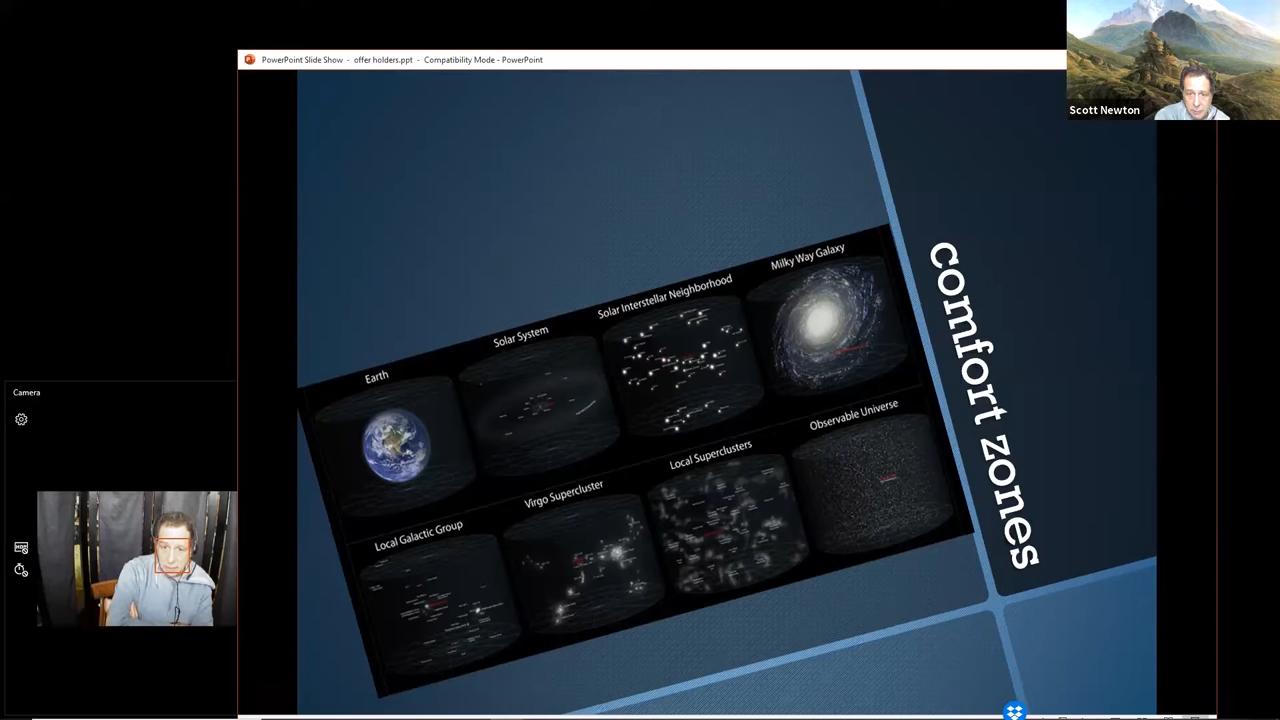 PowerPoint Slide Show - offer holders.ppt - Compatibility Mode - PowerPoint
Scott Newton
Camera
comfort zones
Earth
Solar System
Solar Interstellar Neighborhood
Milky Way Galaxy
Local Galactic Group
Virgo Supercluster
Local Superclusters
Observable Universe